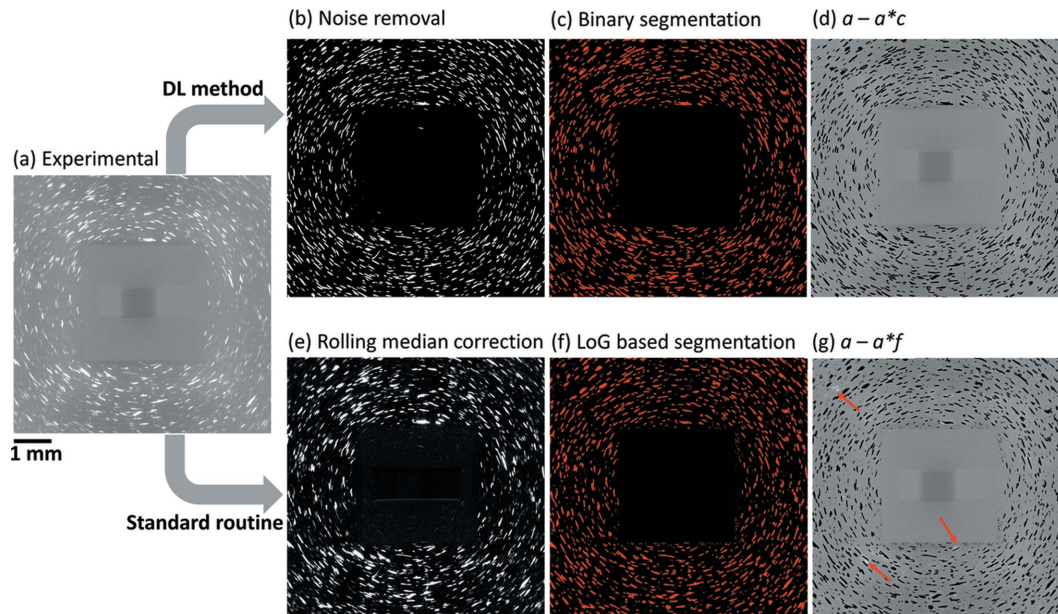 (b) Noise removal
(c) Binary segmentation
(d) a – a*c
DL method
(a) Experimental
1 mm
Standard routine
(e) Rolling median correction
(f) LoG based segmentation
(g) a – a*f